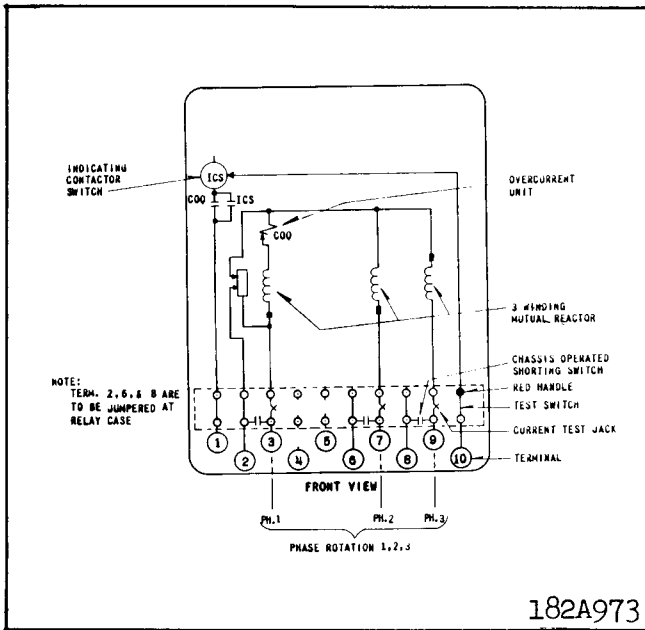 INDICATING
CONTACTOR
SWITCH
ICS
COQ
ICS
OVERCURRENT
UNIT
COQ
3 WINDING
MUTUAL REACTOR
CHASSIS OPERATED
SHORTING SWITCH
NOTE:
TERM. 2,6,& 8 ARE
TO BE JUMPERED AT
RELAY CASE
RED HANDLE
TEST SWITCH
CURRENT TEST JACK
TERMINAL
1
2
3
4
5
6
7
8
9
10
FRONT VIEW
PH.1
PH.2
PH.3
PHASE ROTATION 1,2,3
182A973